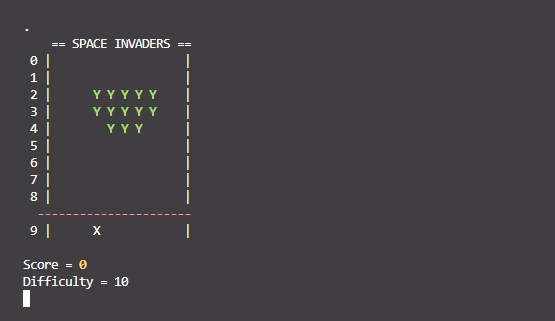 .
    == SPACE INVADERS ==
 0 |                   |
 1 |                   |
 2 |      Y Y Y Y Y    |
 3 |      Y Y Y Y Y    |
 4 |        Y Y Y      |
 5 |                   |
 6 |                   |
 7 |                   |
 8 |                   |
  ----------------------
 9 |      X            |
Score = 0
Difficulty = 10